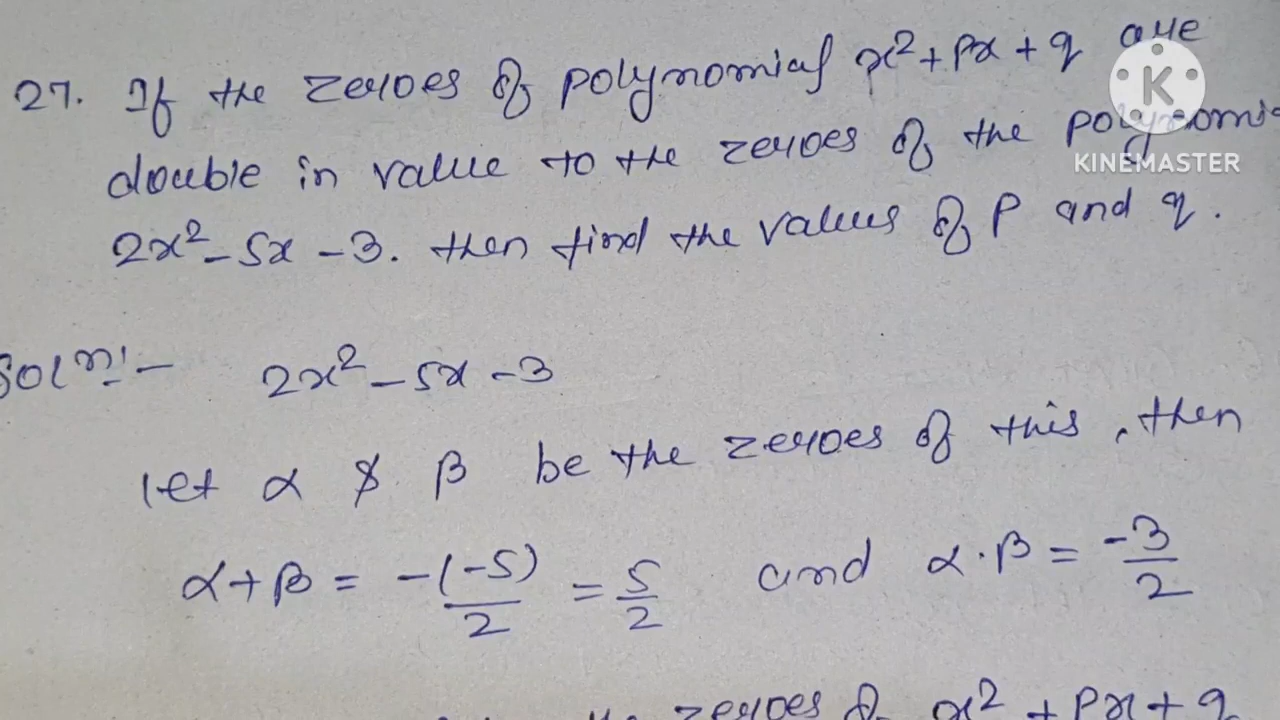 27. If the zeroes of polynomial x²+px+q are
double in value to the zeroes of the polynomia
2x²-5x-3. then find the values of P and q.
K
KINEMASTER
Solⁿ:- 2x²-5x-3
let α & β be the zeroes of this, then
α+β = -(-5)/2 = 5/2 and α.β = -3/2
zeroes of x²+px+q